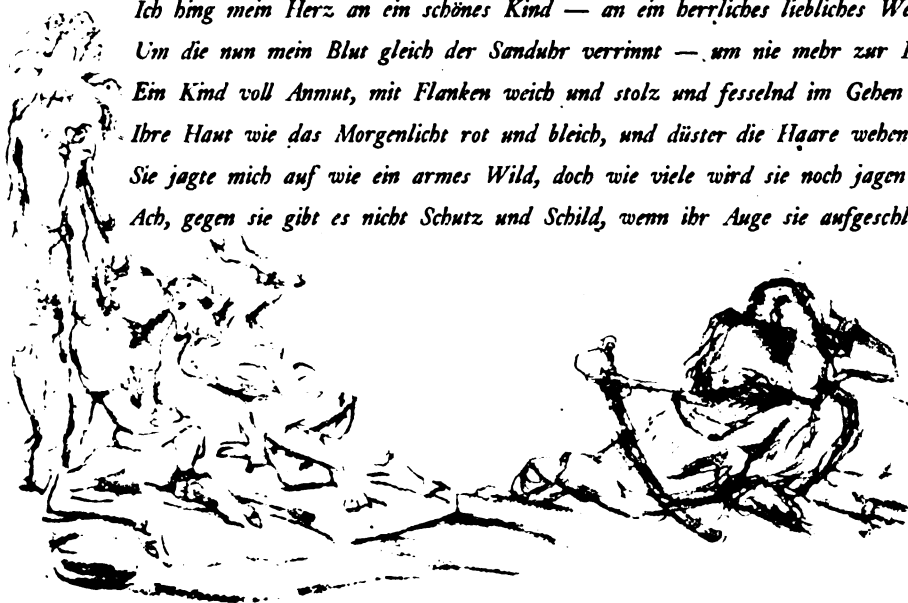 Ich hing mein Herz an ein schönes Kind — an ein herrliches liebliches
Um die nun mein Blut gleich der Sanduhr verrinnt — um nie mehr zur
Ein Kind voll Anmut, mit Flanken weich und stolz und fesselnd im Gehen
Ihre Haut wie das Morgenlicht rot und bleich, und düster die Haare wehen
Sie jagte mich auf wie ein armes Wild, doch wie viele wird sie noch jagen
Ach, gegen sie gibt es nicht Schutz und Schild, wenn ihr Auge sie aufgeschl